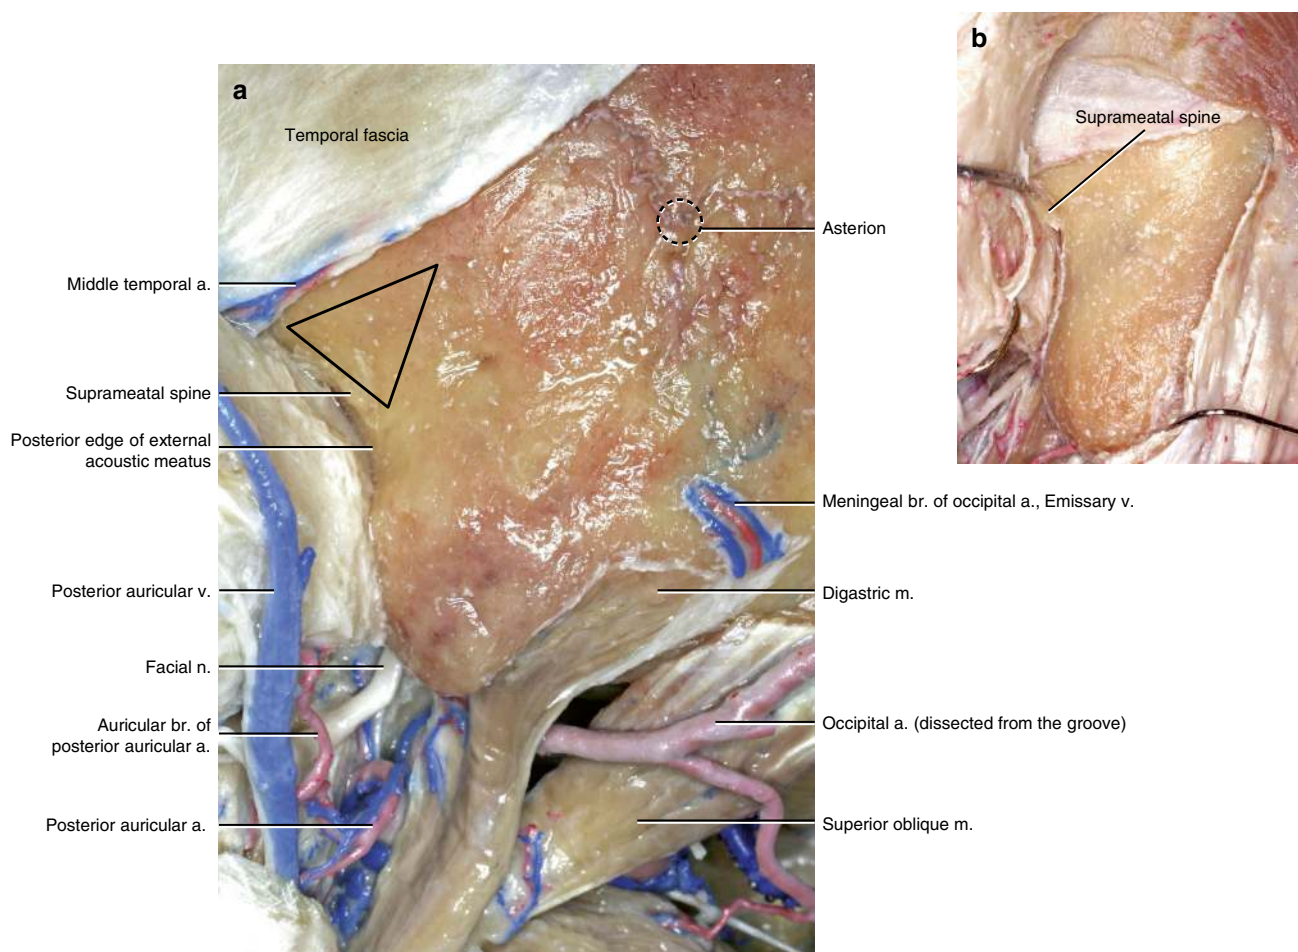 a
Temporal fascia
b
Suprameatal spine
Asterion
Middle temporal a.
Suprameatal spine
Posterior edge of external
acoustic meatus
Meningeal br. of occipital a., Emissary v.
Posterior auricular v.
Digastric m.
Facial n.
Auricular br. of
posterior auricular a.
Occipital a. (dissected from the groove)
Posterior auricular a.
Superior oblique m.